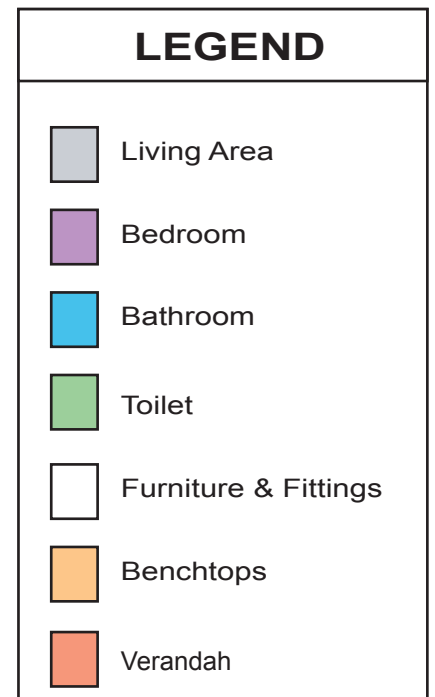 LEGEND
Living Area
Bedroom
Bathroom
Toilet
Furniture & Fittings
Benchtops
Verandah